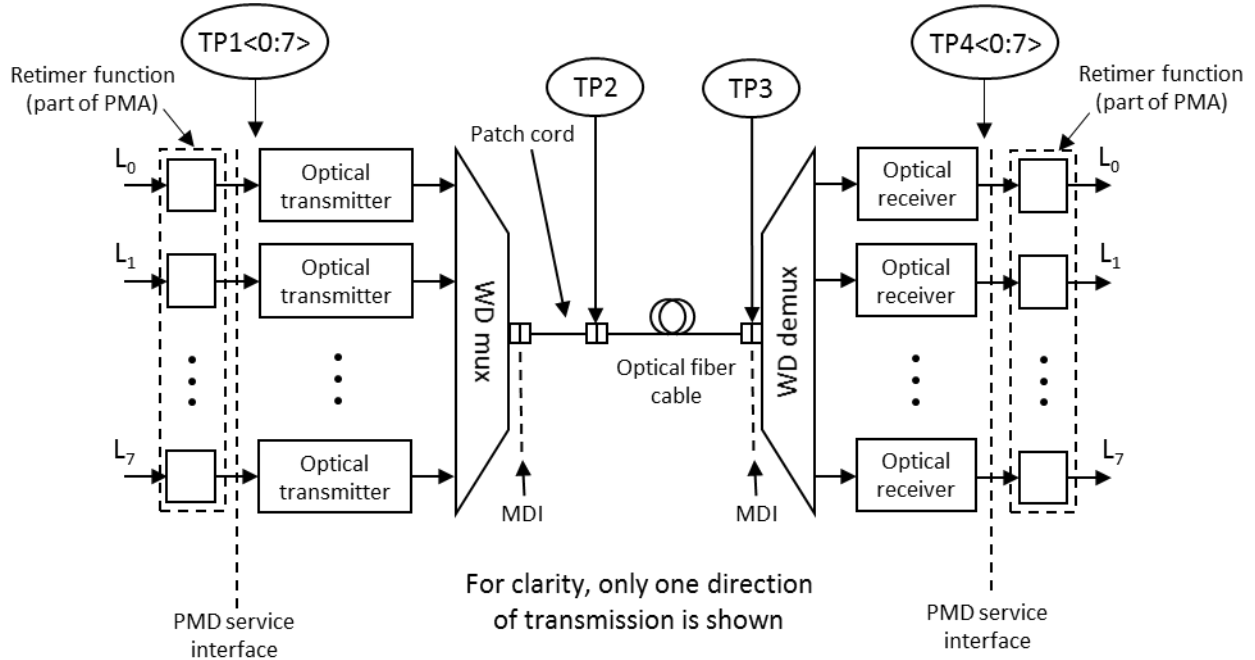 TP1<0:7>
TP4<0:7>
Retimer function
(part of PMA)
TP2
TP3
Retimer function
(part of PMA)
Patch cord
L0
Optical
transmitter
Optical
receiver
L0
L1
Optical
transmitter
WD mux
WD demux
Optical
receiver
L1
Optical fiber
cable
L7
Optical
transmitter
Optical
receiver
L7
MDI
MDI
For clarity, only one direction
of transmission is shown
PMD service
interface
PMD service
interface